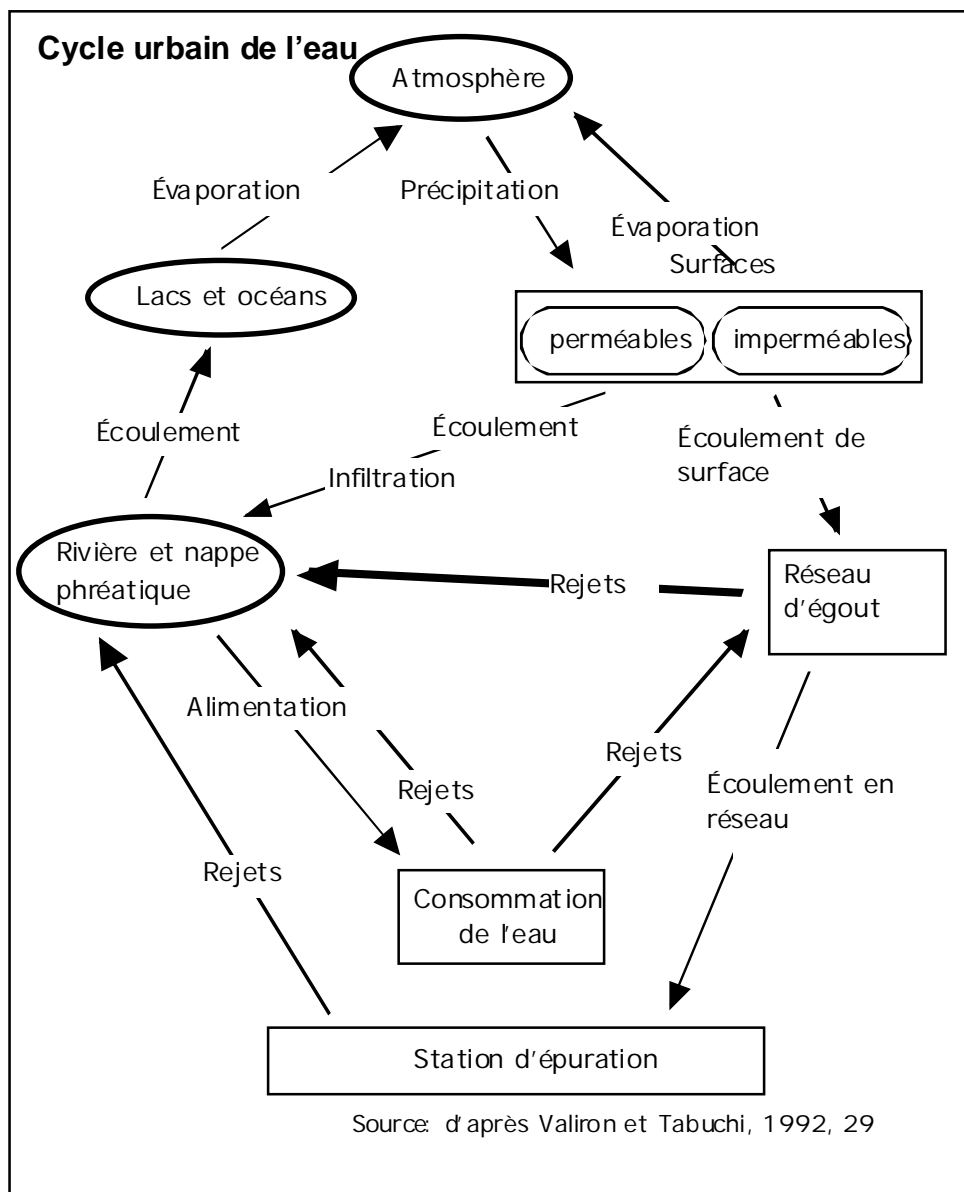 Cycle urbain de l'eau
Atmosphère
Évaporation
Précipitation
Évaporation
Surfaces
Lacs et océans
perméables
imperméables
Écoulement
Écoulement
Écoulement de
surface
Infiltration
Rivière et nappe
phréatique
Rejets
Réseau
d'égout
Alimentation
Rejets
Rejets
Écoulement en
réseau
Rejets
Consommation
de l'eau
Station d'épuration
Source: d'après Valiron et Tabuchi, 1992, 29